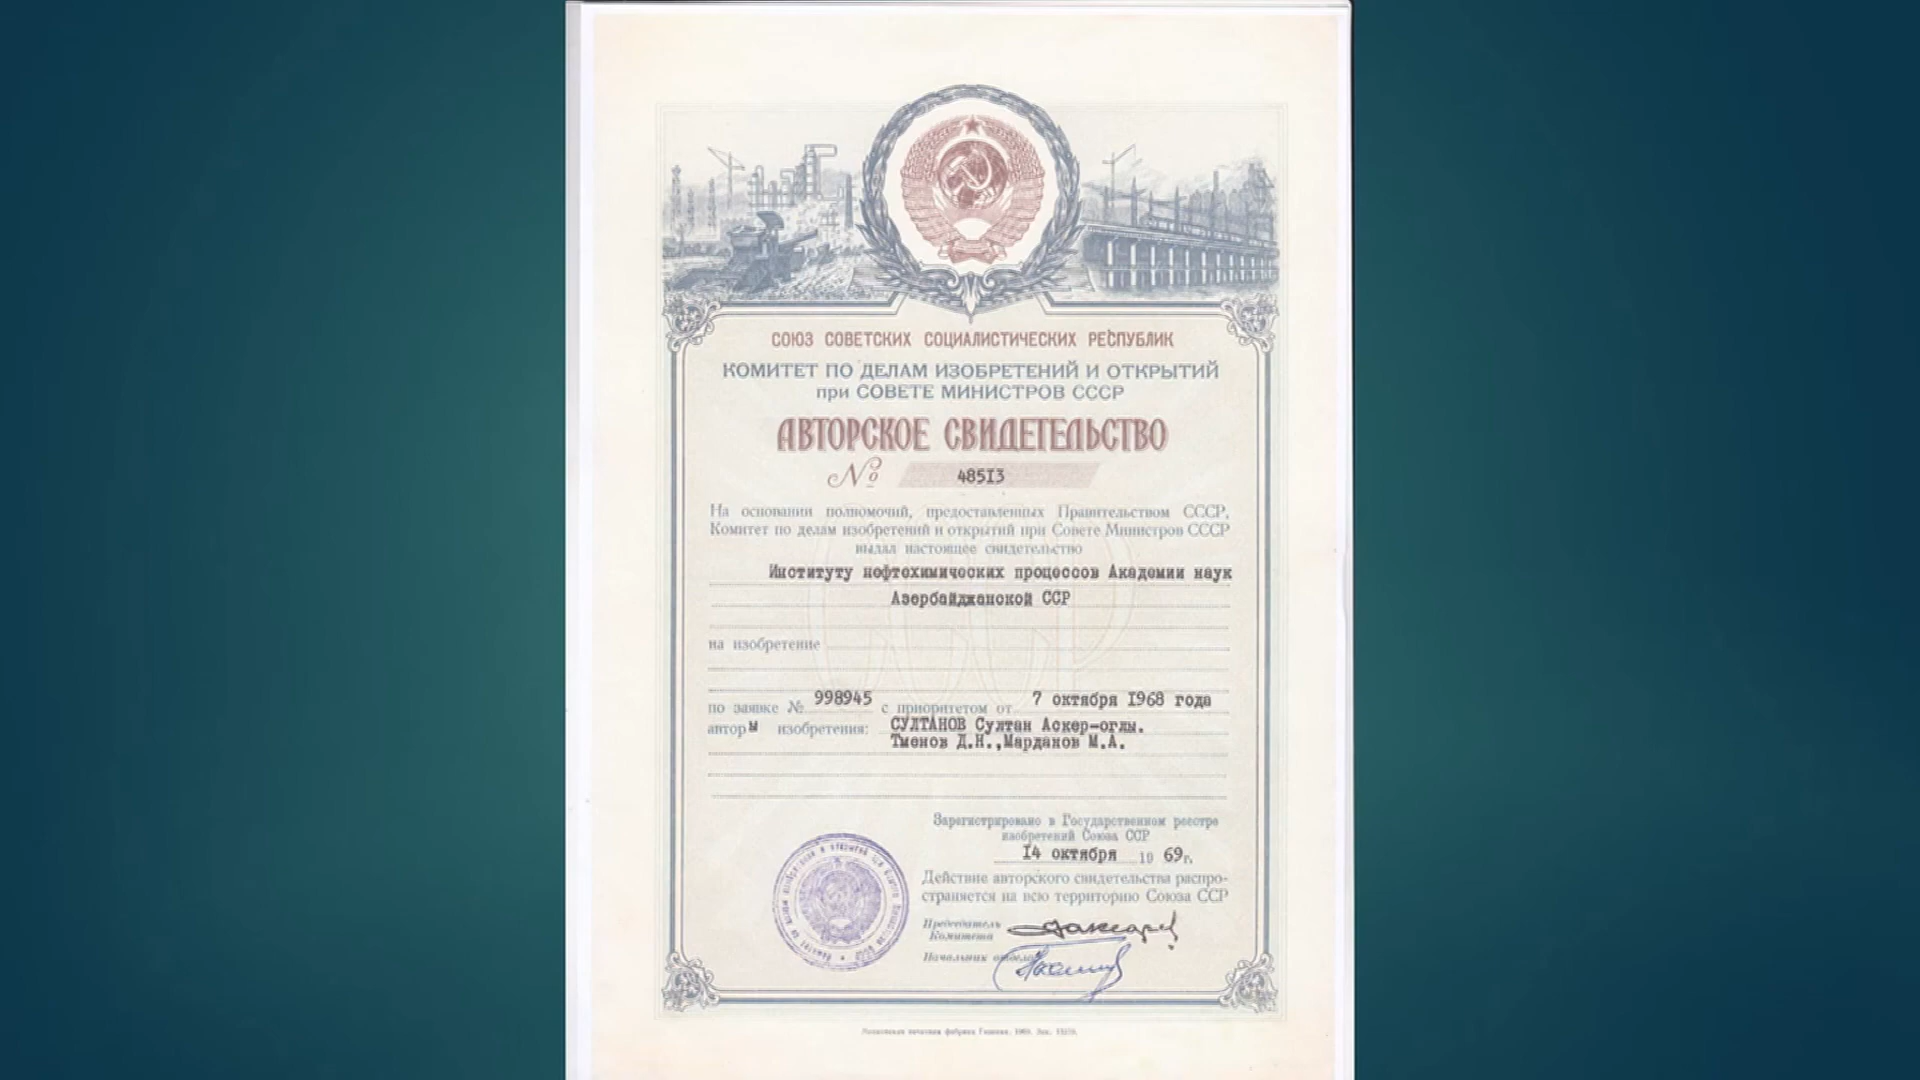 СОЮЗ СОВЕТСКИХ СОЦИАЛИСТИЧЕСКИХ РЕСПУБЛИК
КОМИТЕТ ПО ДЕЛАМ ИЗОБРЕТЕНИЙ И ОТКРЫТИЙ
при СОВЕТЕ МИНИСТРОВ СССР
АВТОРСКОЕ СВИДЕТЕЛЬСТВО
№ 48513
На основании полномочий, предоставленных Правительством СССР,
Комитет по делам изобретений и открытий при Совете Министров СССР
выдал настоящее свидетельство
Институту нефтехимических процессов Академии наук
Азербайджанской ССР
на изобретение
по заявке № 998945 с приоритетом от 7 октября 1968 года
авторы изобретения: СУЛТАНОВ Султан Аскер-оглы.
Тменов Д.Н.,Марданов М.А.
Зарегистрировано в Государственном реестре
изобретений Союза ССР
14 октября 1969г.
Действие авторского свидетельства распро-
страняется на всю территорию Союза ССР
Председатель
Комитета
Начальник отдела